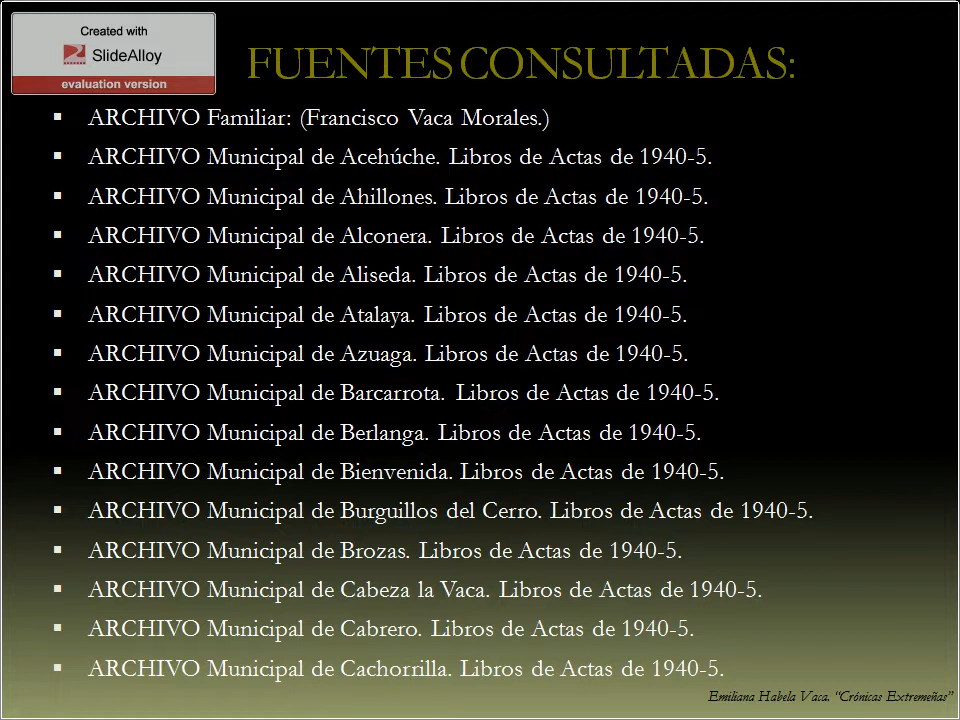 Created with
SlideAlloy
evaluation version
FUENTES CONSULTADAS:
▪ ARCHIVO Familiar: (Francisco Vaca Morales.)
▪ ARCHIVO Municipal de Acehúche. Libros de Actas de 1940-5.
▪ ARCHIVO Municipal de Ahillones. Libros de Actas de 1940-5.
▪ ARCHIVO Municipal de Alconera. Libros de Actas de 1940-5.
▪ ARCHIVO Municipal de Aliseda. Libros de Actas de 1940-5.
▪ ARCHIVO Municipal de Atalaya. Libros de Actas de 1940-5.
▪ ARCHIVO Municipal de Azuaga. Libros de Actas de 1940-5.
▪ ARCHIVO Municipal de Barcarrota. Libros de Actas de 1940-5.
▪ ARCHIVO Municipal de Berlanga. Libros de Actas de 1940-5.
▪ ARCHIVO Municipal de Bienvenida. Libros de Actas de 1940-5.
▪ ARCHIVO Municipal de Burguillos del Cerro. Libros de Actas de 1940-5.
▪ ARCHIVO Municipal de Brozas. Libros de Actas de 1940-5.
▪ ARCHIVO Municipal de Cabeza la Vaca. Libros de Actas de 1940-5.
▪ ARCHIVO Municipal de Cabrero. Libros de Actas de 1940-5.
▪ ARCHIVO Municipal de Cachorrilla. Libros de Actas de 1940-5.
Emiliana Habela Vaca. “Crónicas Extremeñas”